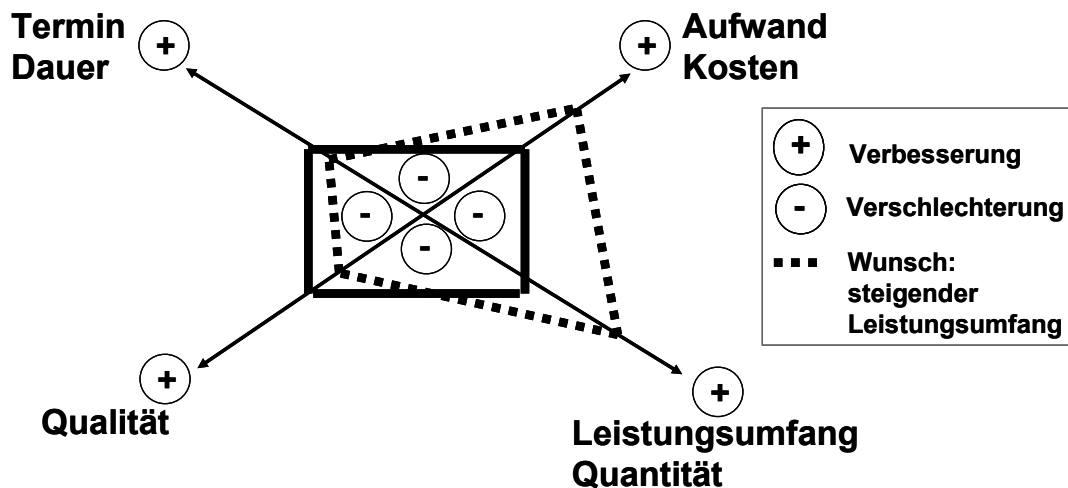 Termin
Dauer
+
+
Aufwand
Kosten
-
-
-
-
+
Qualität
+
Leistungsumfang
Quantität
+ Verbesserung
- Verschlechterung
Wunsch:
steigender
Leistungsumfang